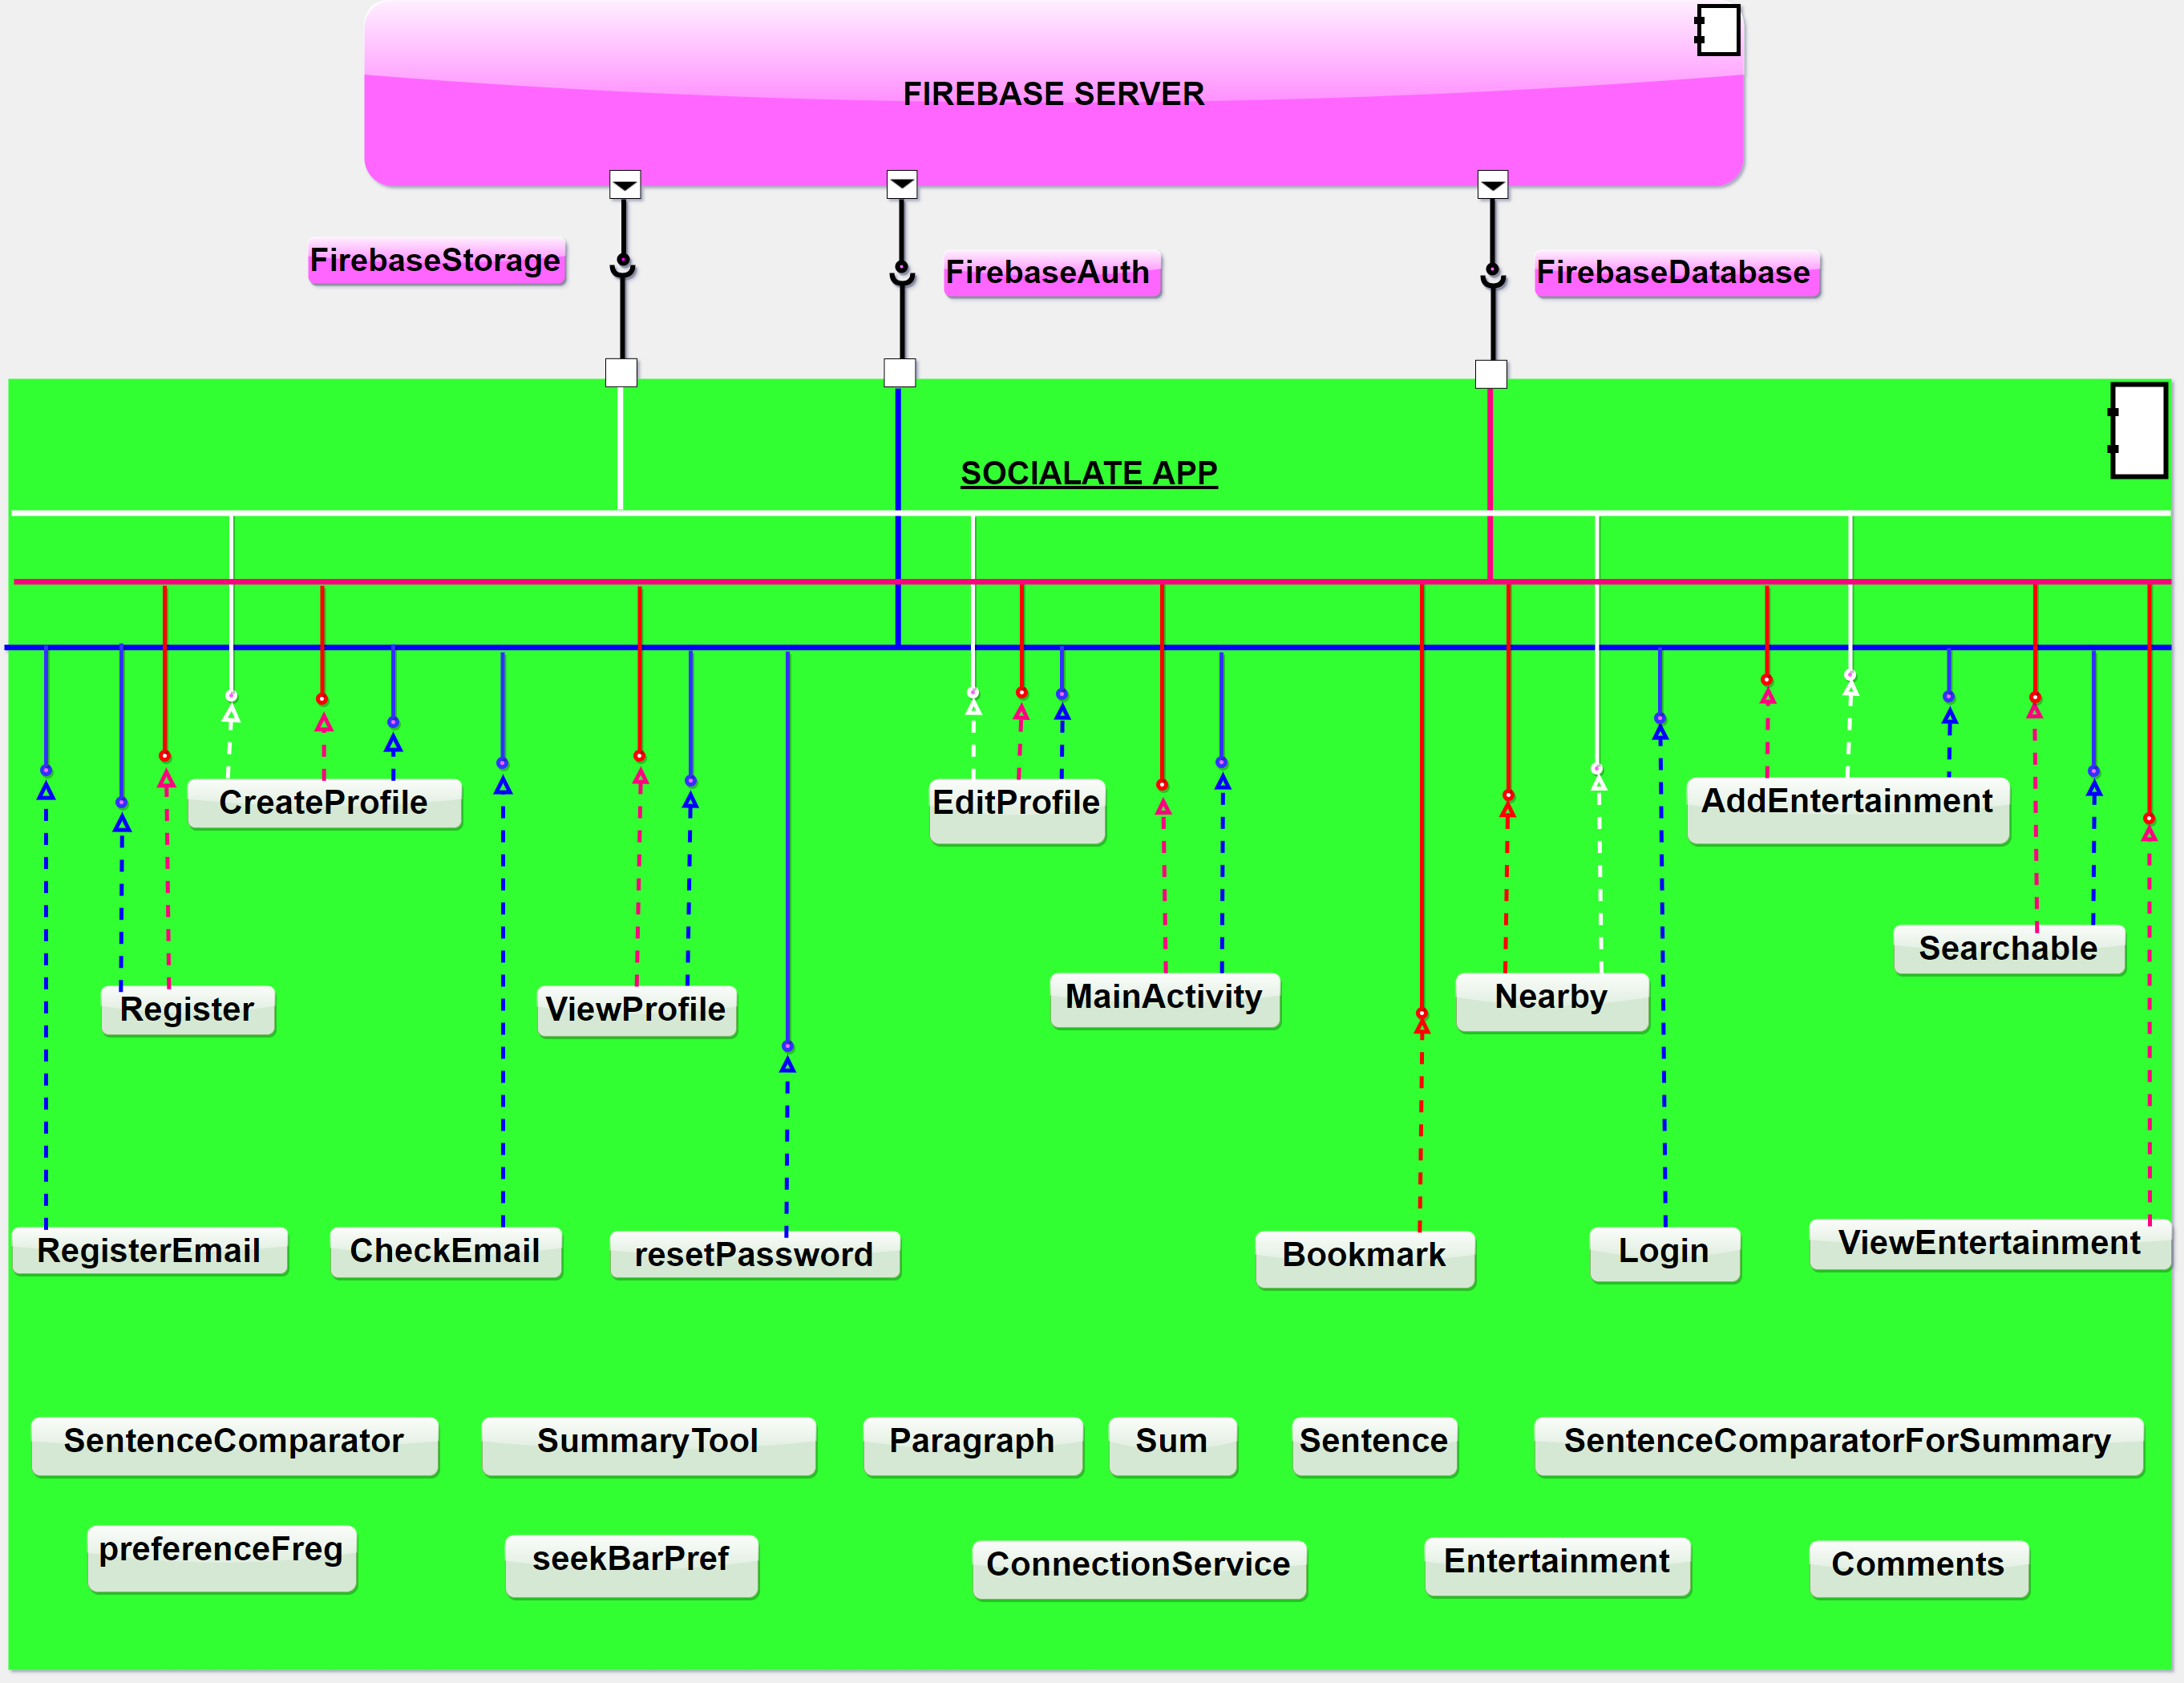 FIREBASE SERVER
FirebaseStorage
FirebaseAuth
FirebaseDatabase
SOCIALATE APP
CreateProfile
EditProfile
AddEntertainment
Searchable
Register
ViewProfile
MainActivity
Nearby
RegisterEmail
CheckEmail
resetPassword
Bookmark
Login
ViewEntertainment
SentenceComparator
SummaryTool
Paragraph
Sum
Sentence
SentenceComparatorForSummary
preferenceFreg
seekBarPref
ConnectionService
Entertainment
Comments